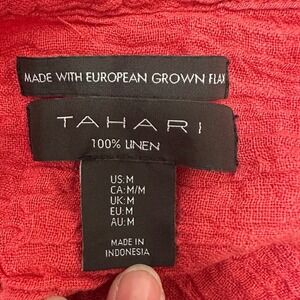 MADE WITH EUROPEAN GROWN FLAX
TAHARI
100% LINEN
US:M
CA:M/M
UK:M
EU:M
AU:M
MADE IN
INDONESIA